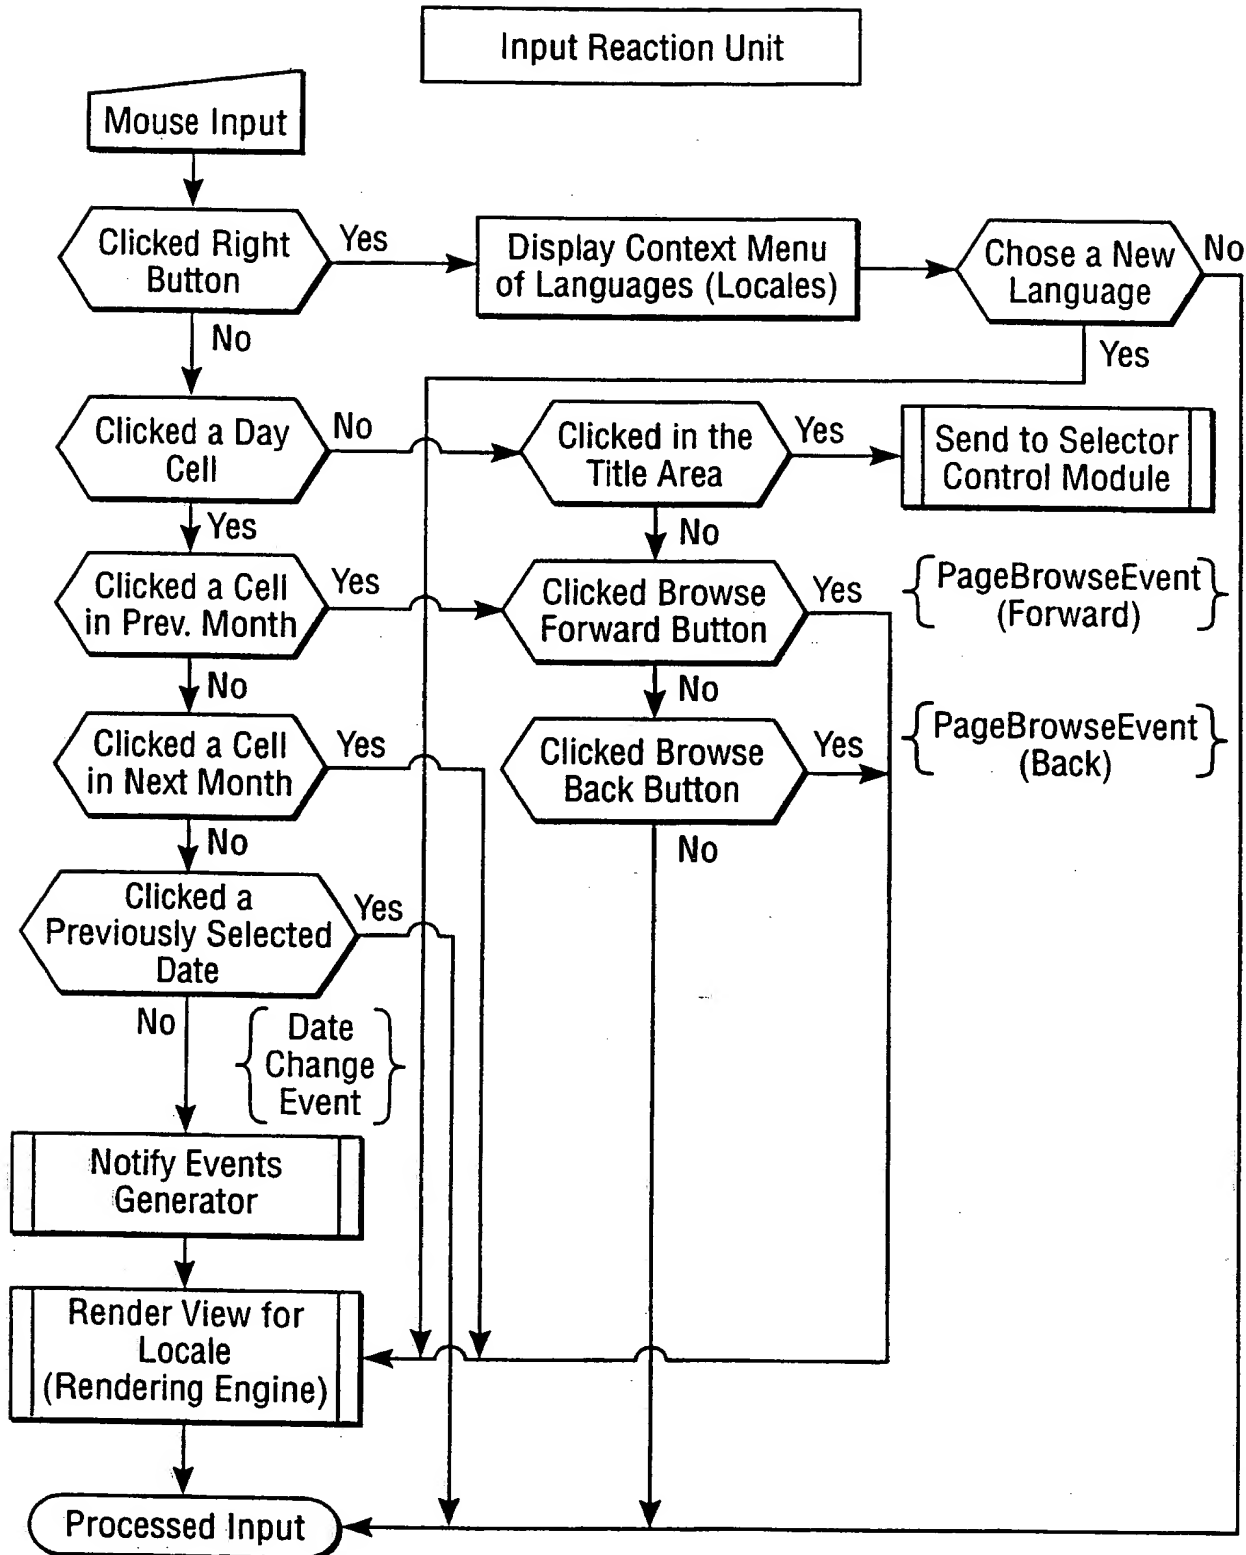 Input Reaction Unit
Mouse Input
Clicked Right
Button
Yes
Display Context Menu
of Languages (Locales)
Chose a New
Language
No
No
Yes
Clicked a Day
Cell
No
Clicked in the
Title Area
Yes
Send to Selector
Control Module
Yes
No
Clicked a Cell
in Prev. Month
Yes
Clicked Browse
Forward Button
Yes
PageBrowseEvent
(Forward)
No
No
Clicked a Cell
in Next Month
Yes
Clicked Browse
Back Button
Yes
PageBrowseEvent
(Back)
No
No
Clicked a
Previously Selected
Date
Yes
No
Date
Change
Event
Notify Events
Generator
Render View for
Locale
(Rendering Engine)
Processed Input